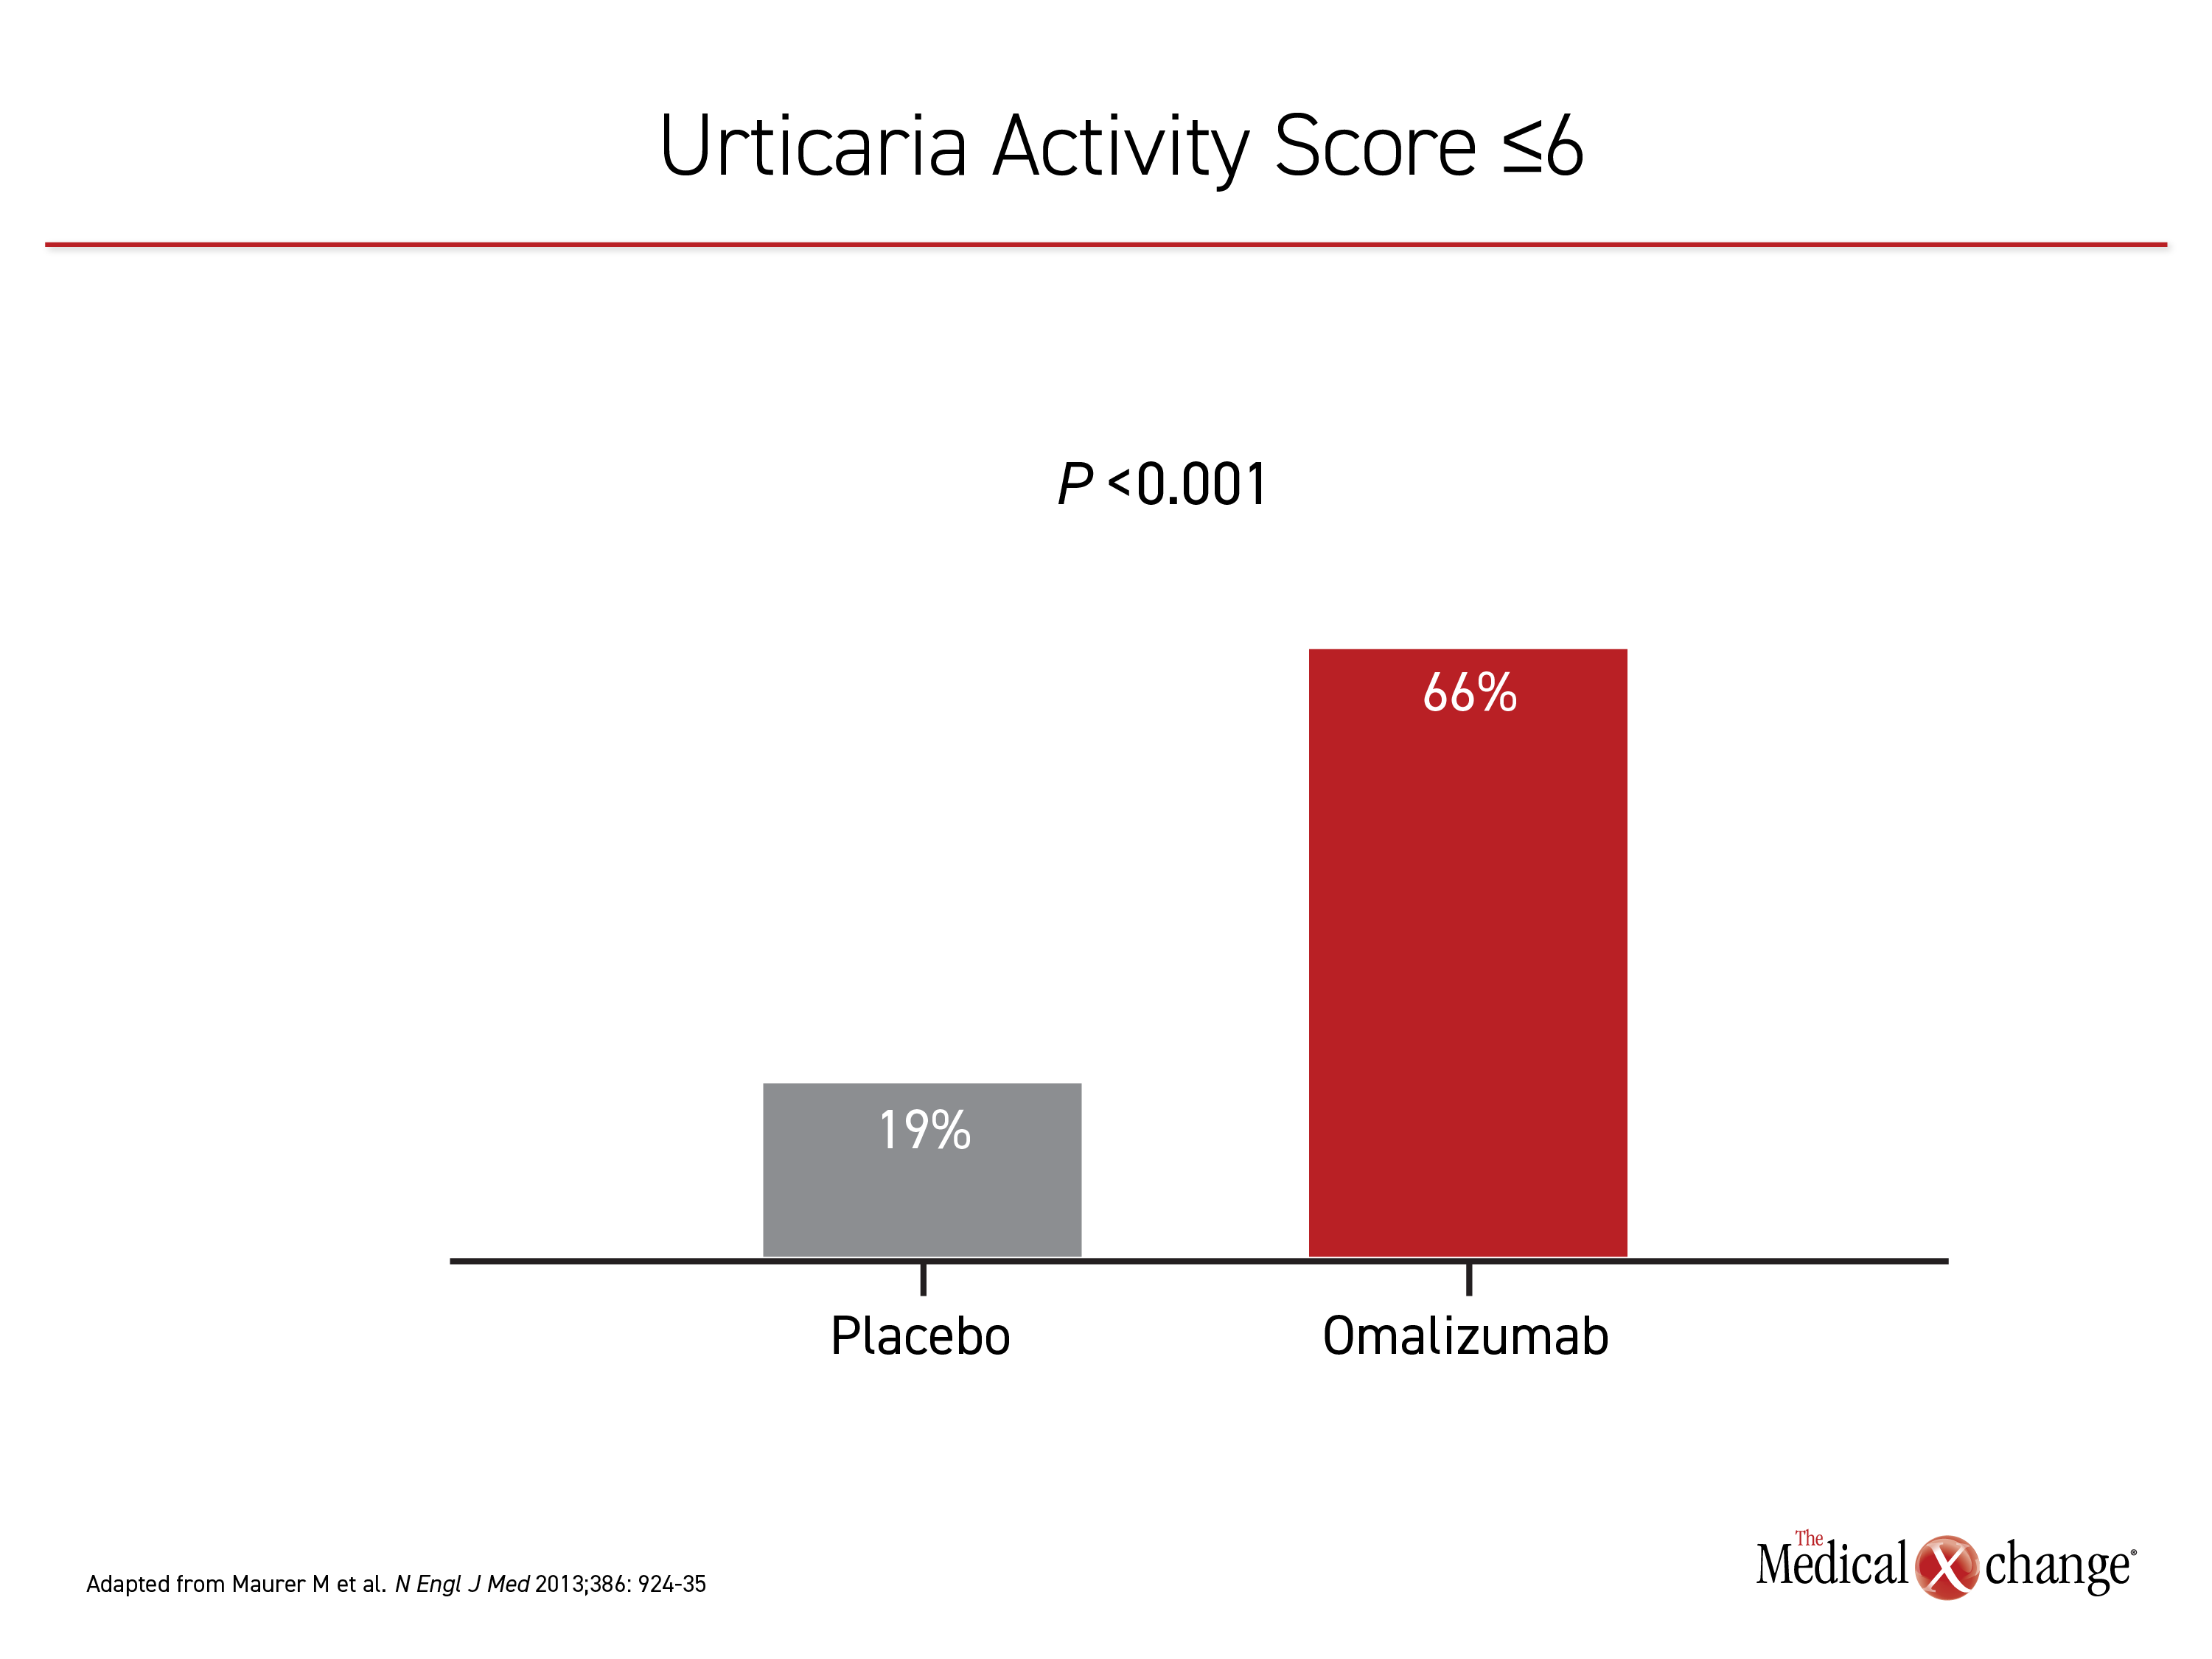 Urticaria Activity Score ≤6
P <0.001
66%
19%
Placebo
Omalizumab
Adapted from Maurer M et al. N Engl J Med 2013;386: 924-35
The
Medical Xchange®